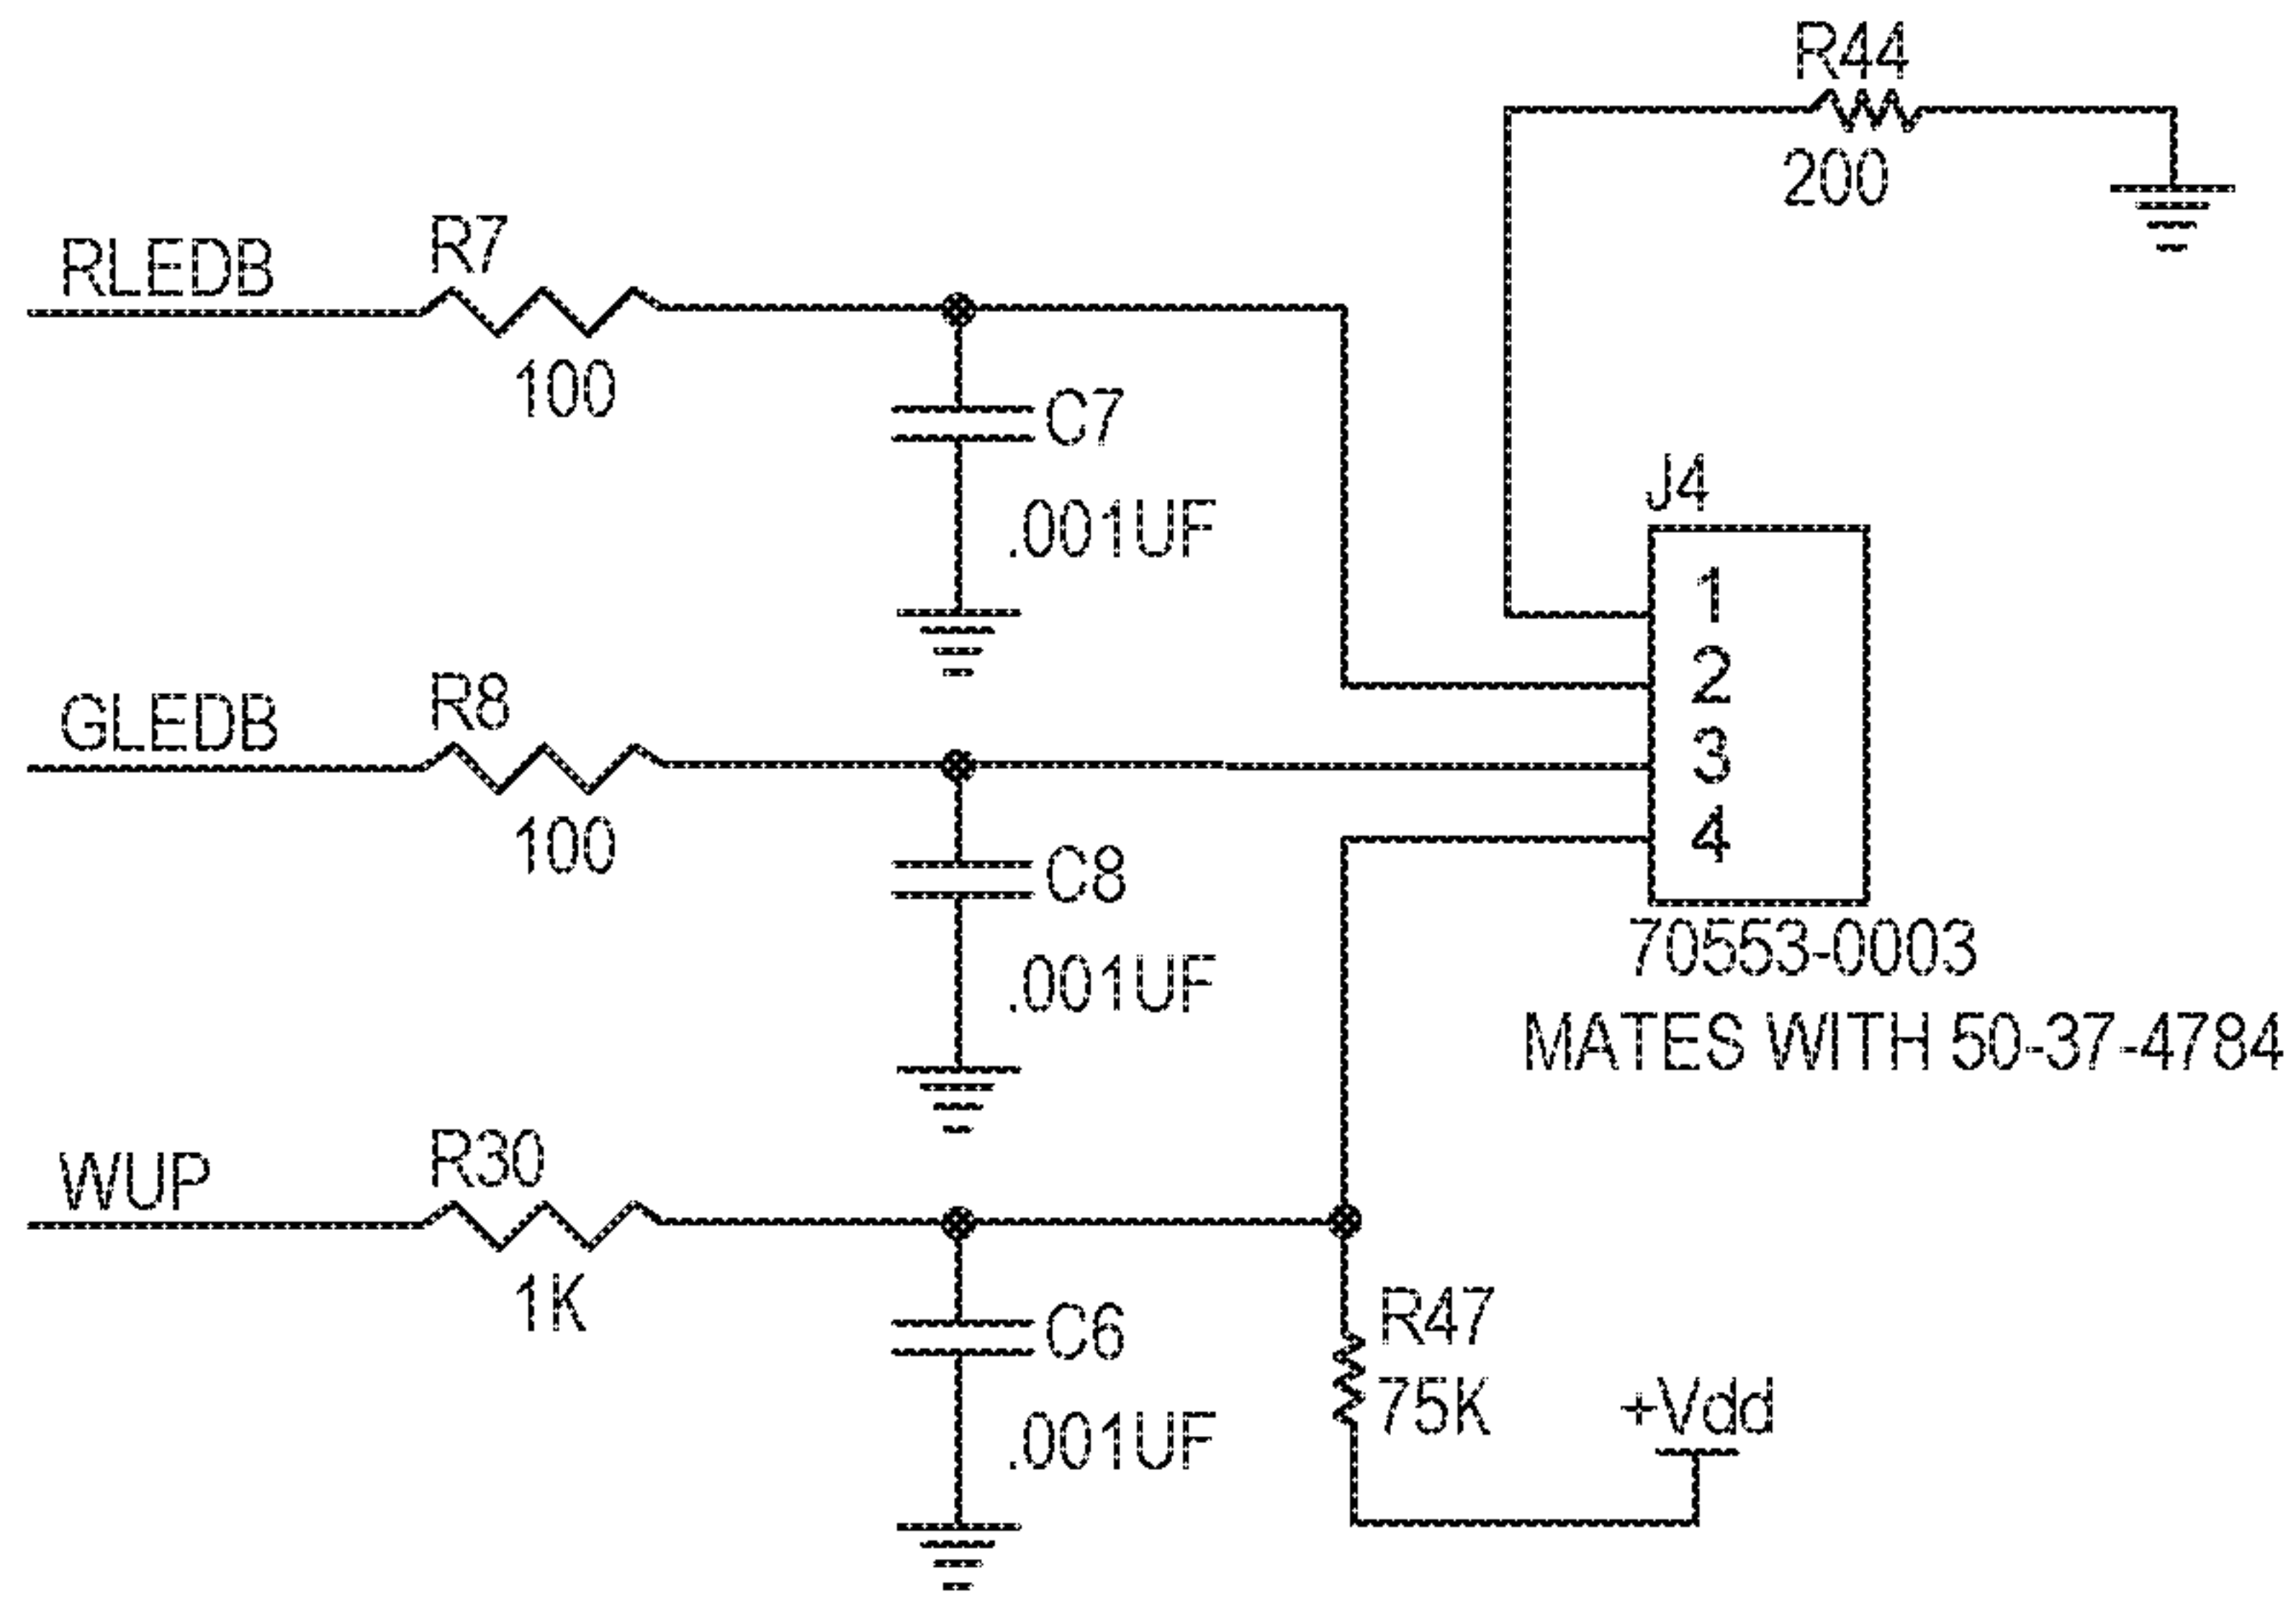 R44
200
RLEDB
R7
100
C7
.001UF
J4
1
2
3
4
70553-0003
MATES WITH 50-37-4784
GLEDB
R8
100
C8
.001UF
WUP
R30
1K
C6
.001UF
R47
75K
+Vdd